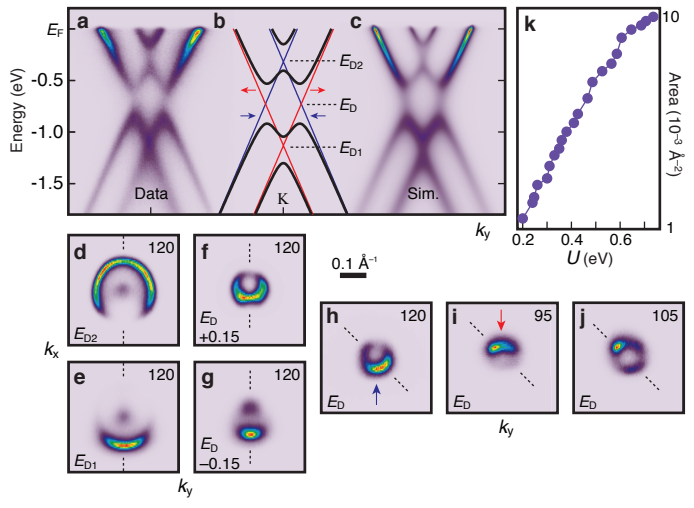 a
b
c
k
E_F
−0.5
−1.0
−1.5
Energy (eV)
E_D2
E_D
E_D1
Data
K
Sim.
k_y
10
1
Area (10⁻³ Å⁻²)
0.2
0.4
0.6
U (eV)
d
120
E_D2
f
120
E_D
+0.15
0.1 Å⁻¹
k_x
h
120
E_D
i
95
E_D
j
105
E_D
e
120
E_D1
g
120
E_D
−0.15
k_y
k_y